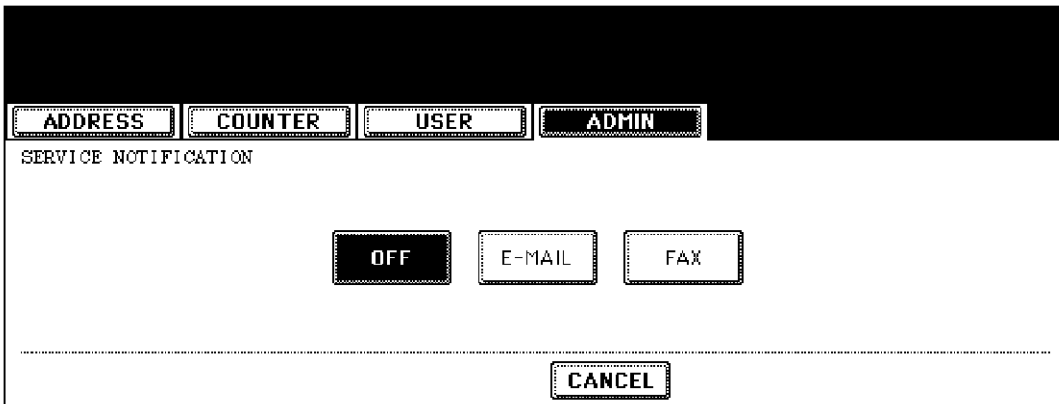 ADDRESS COUNTER USER ADMIN
SERVICE NOTIFICATION
OFF E-MAIL FAX
CANCEL